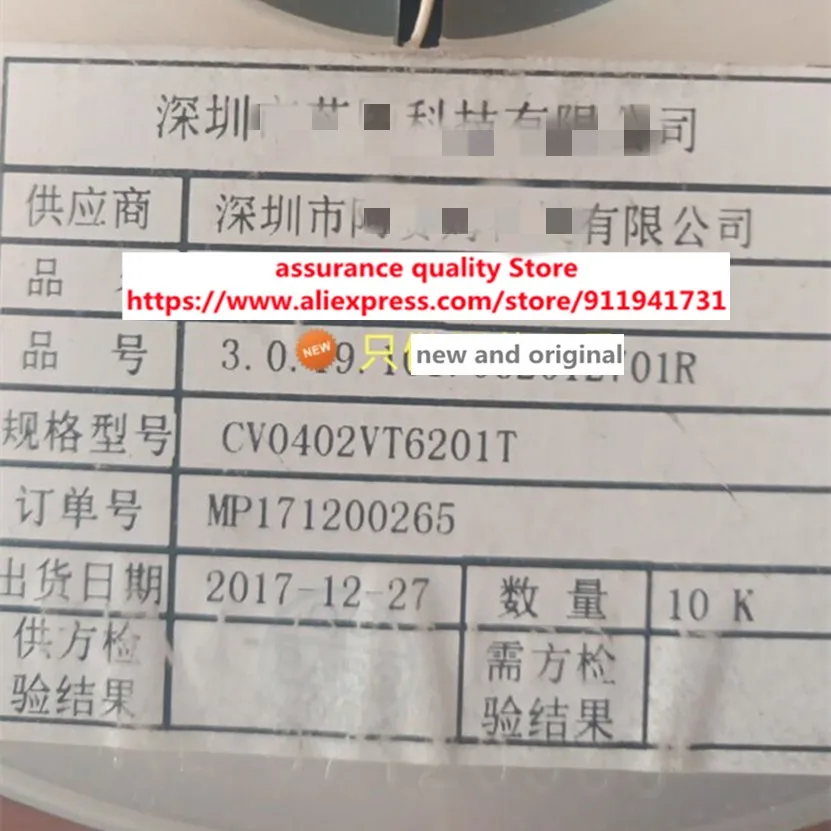 深圳 科技有限公司
供应商 深圳市 有限公司
品
assurance quality Store
https://www.aliexpress.com/store/911941731
品 号 3.0. 9.1 01R
NEW
只
new and original
规格型号 CV0402VT6201T
订单号 MP171200265
出货日期 2017-12-27 数 量 10 K
供方检 需方检
验结果 验结果